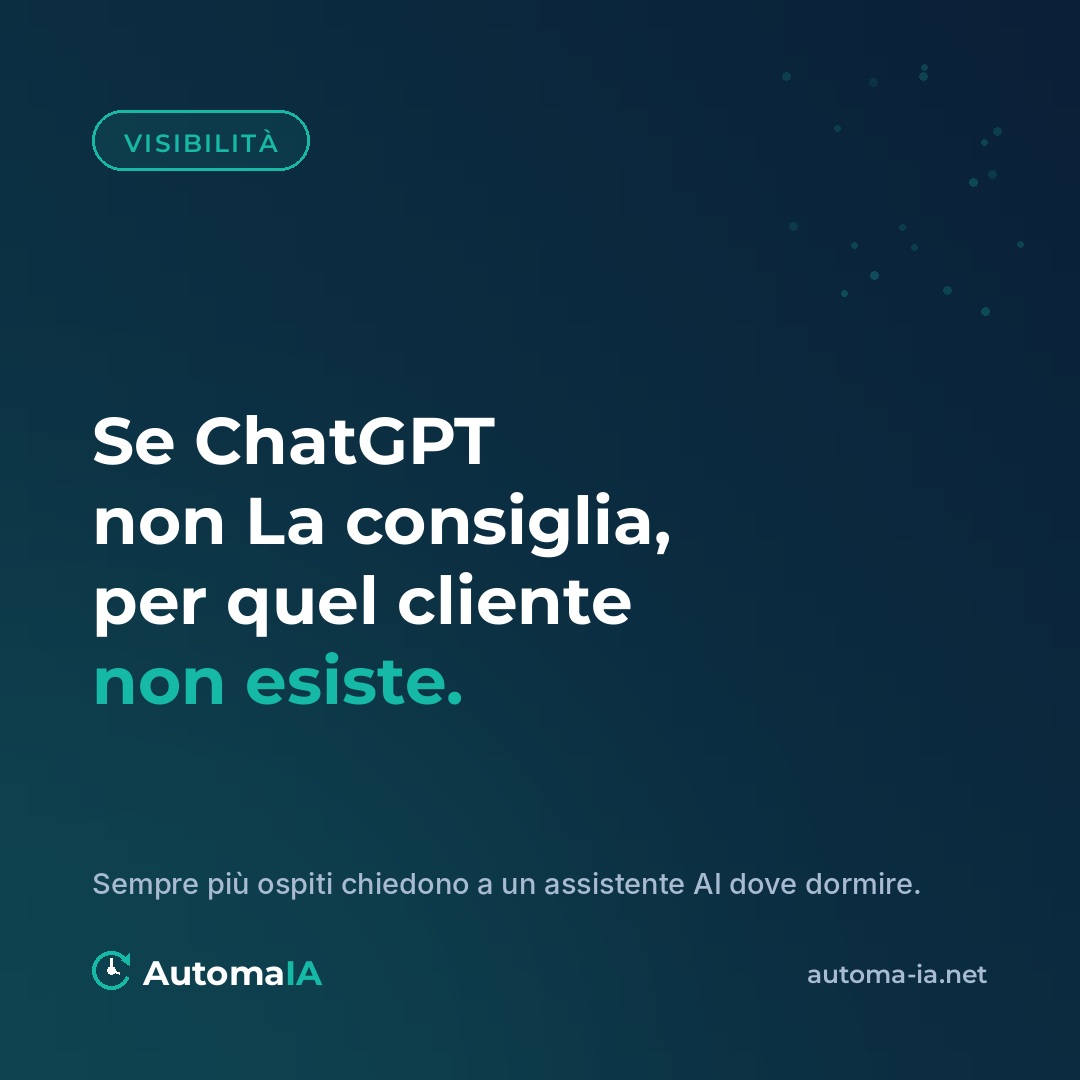 VISIBILITÀ
Se ChatGPT
non La consiglia,
per quel cliente
non esiste.
Sempre più ospiti chiedono a un assistente AI dove dormire.
AutomaIA
automa-ia.net